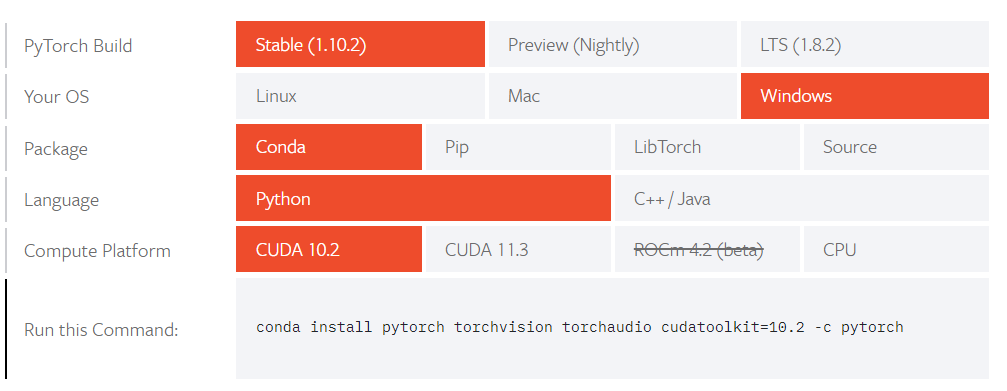 PyTorch Build Stable (1.10.2) Preview (Nightly) LTS (1.8.2)
Your OS Linux Mac Windows
Package Conda Pip LibTorch Source
Language Python C++ / Java
Compute Platform CUDA 10.2 CUDA 11.3 ROCm 4.2 (beta) CPU
Run this Command: conda install pytorch torchvision torchaudio cudatoolkit=10.2 -c pytorch